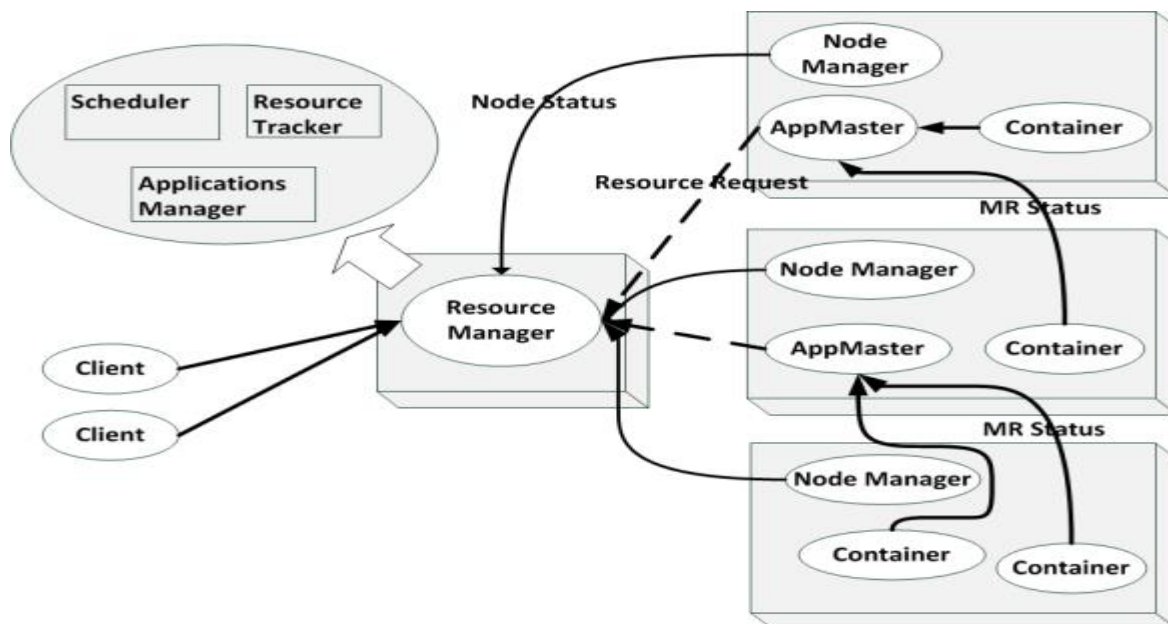 Scheduler
Resource
Tracker
Applications
Manager
Node Status
Node
Manager
AppMaster
Container
Resource Request
MR Status
Resource
Manager
Node Manager
AppMaster
Container
Client
Client
MR Status
Node Manager
Container
Container